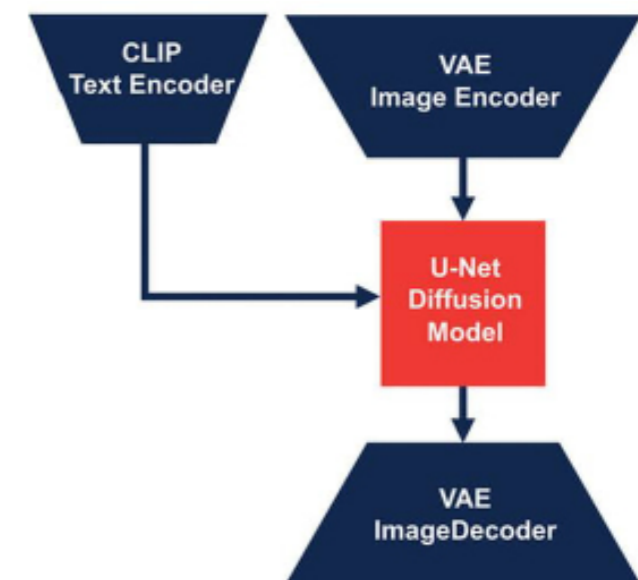 CLIP
Text Encoder
VAE
Image Encoder
U-Net
Diffusion
Model
VAE
ImageDecoder